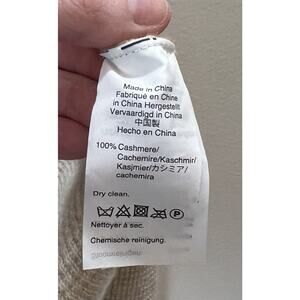 Made in China
Fabriqué en Chine
in China Hergestellt
Vervaardigd in China
中国製
Hecho en China
100% Cashmere/
Cachemire/Kaschmir/
Kasjmier/カシミア/
cachemira
Dry clean.
P
Nettoyer à sec.
Chemische reinigung.